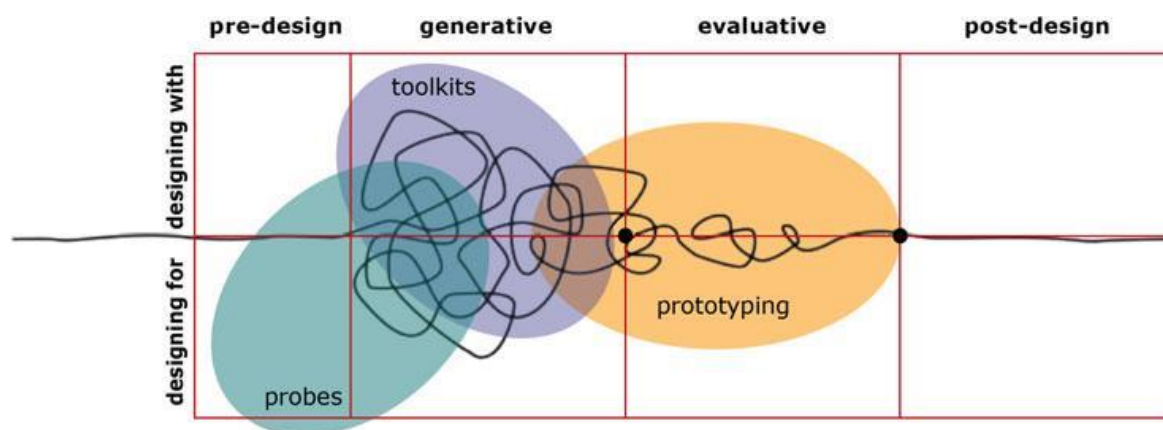 pre-design
generative
evaluative
post-design
designing with
designing for
toolkits
probes
prototyping